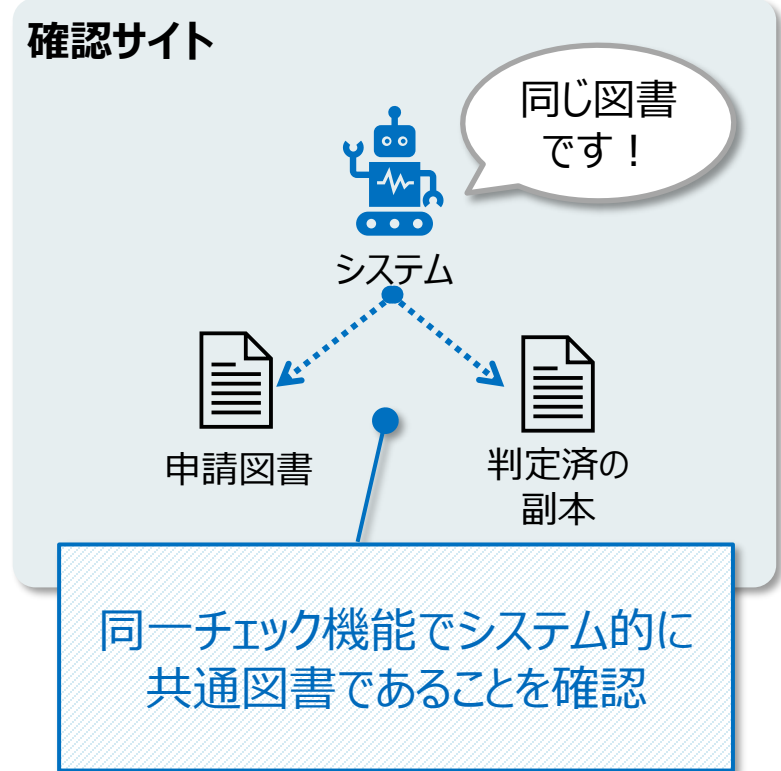 確認サイト
同じ図書
です！
システム
申請図書
判定済の
副本
同一チェック機能でシステム的に
共通図書であることを確認